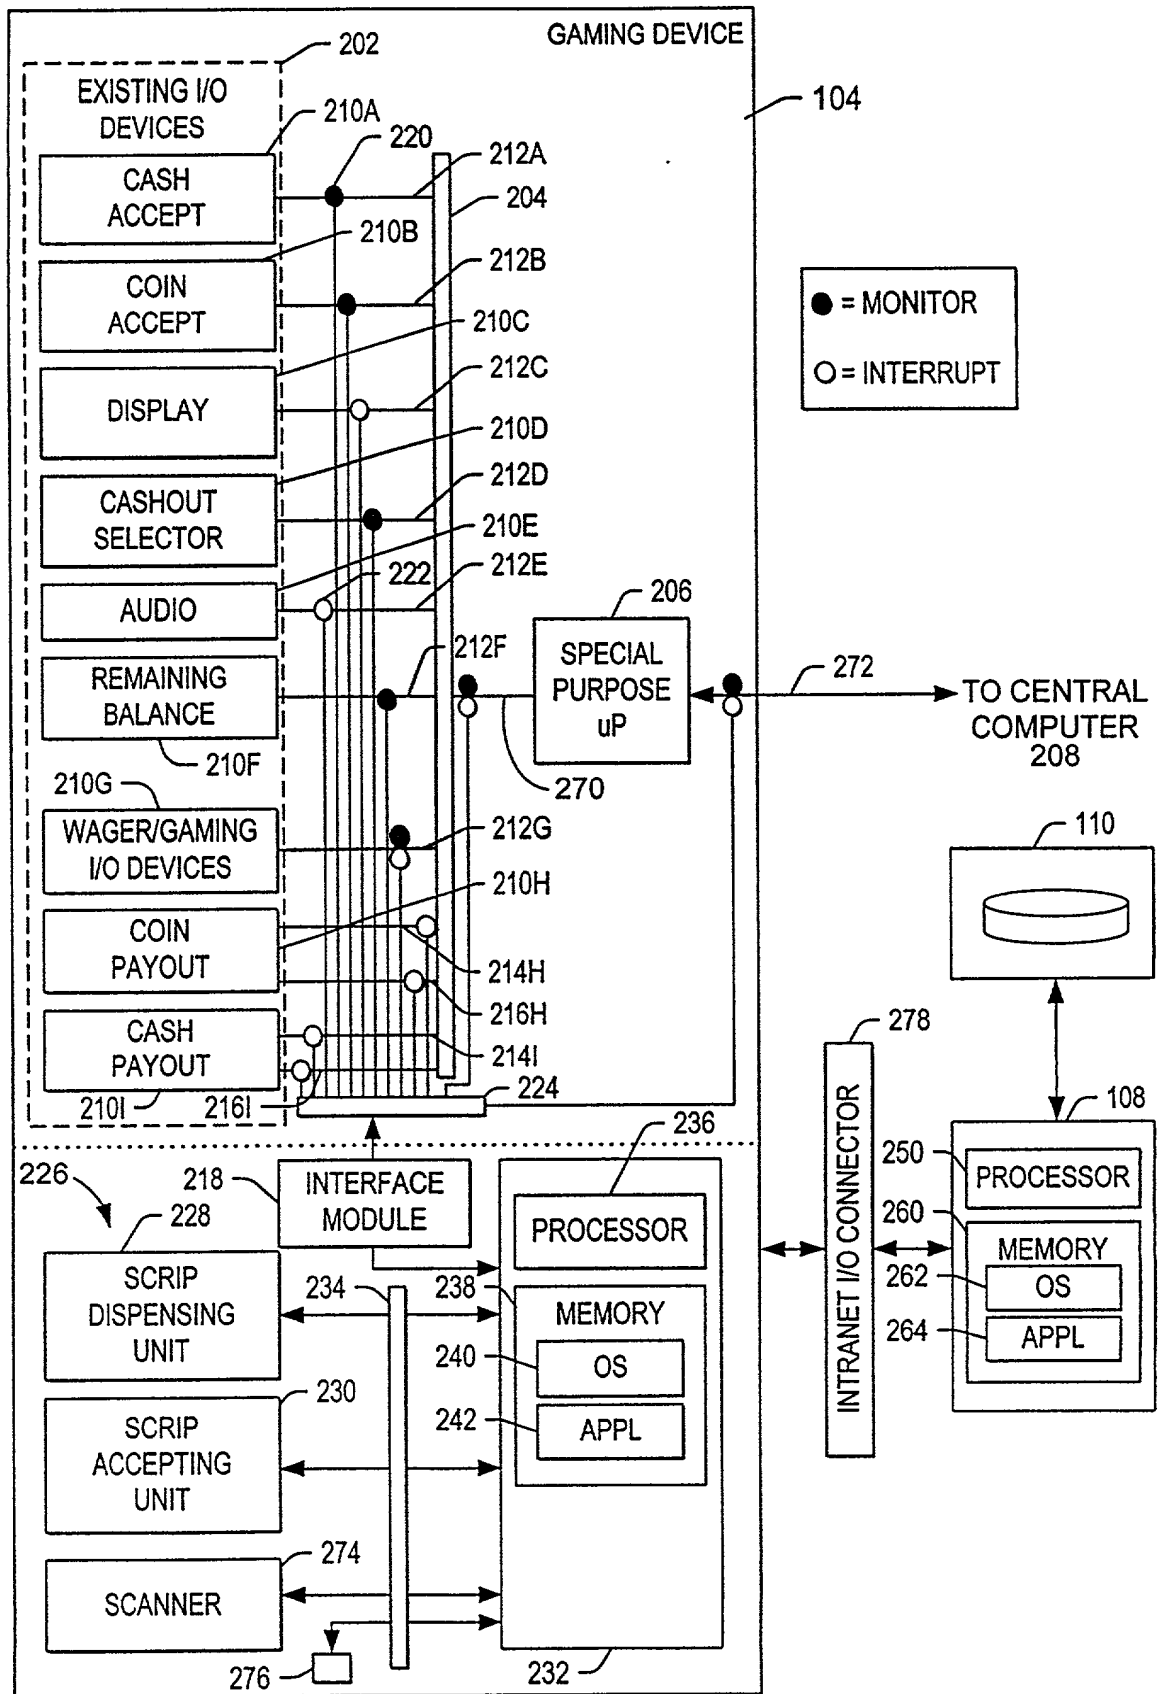 GAMING DEVICE
202
EXISTING I/O
DEVICES
210A
220
104
CASH
ACCEPT
212A
204
210B
COIN
ACCEPT
212B
● = MONITOR
○ = INTERRUPT
210C
DISPLAY
212C
210D
CASHOUT
SELECTOR
212D
210E
222
212E
AUDIO
206
REMAINING
BALANCE
212F
SPECIAL
PURPOSE
uP
272
TO CENTRAL
COMPUTER
208
210F
270
210G
WAGER/GAMING
I/O DEVICES
212G
110
210H
COIN
PAYOUT
214H
216H
CASH
PAYOUT
214I
278
210I
216I
224
108
236
226
218
INTERFACE
MODULE
250
PROCESSOR
228
PROCESSOR
260
MEMORY
SCRIP
DISPENSING
UNIT
234
238
MEMORY
262
OS
240
OS
264
APPL
INTRANET I/O CONNECTOR
230
SCRIP
ACCEPTING
UNIT
242
APPL
274
SCANNER
276
232